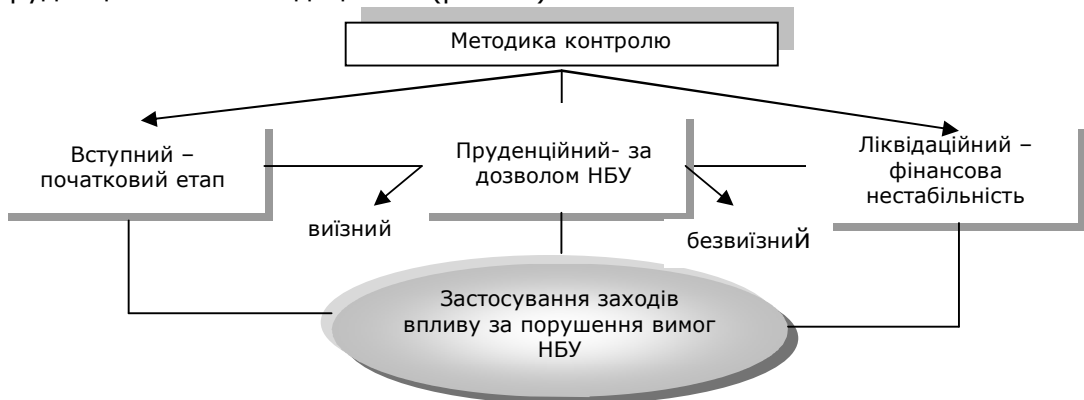 Методика контролю
Вступний –
початковий етап
Пруденційний- за
дозволом НБУ
Ліквідаційний –
фінансова
нестабільність
виїзний
безвиїзниЙ
Застосування заходів
впливу за порушення вимог
НБУ